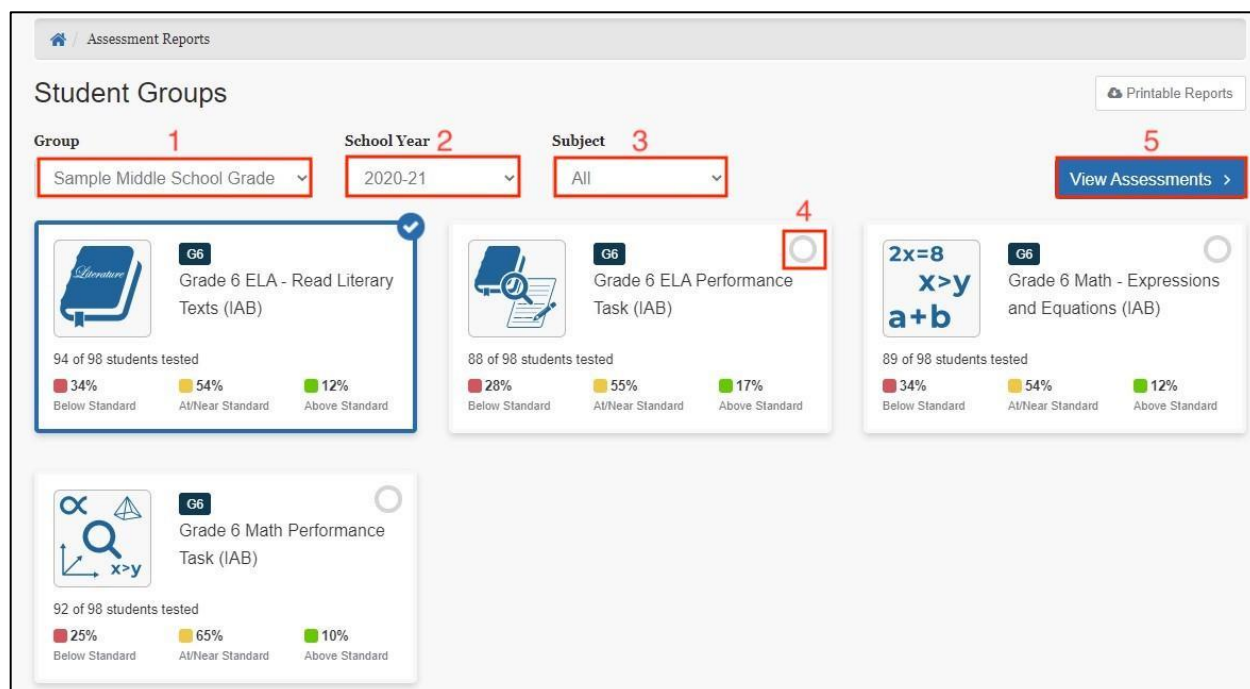 / Assessment Reports
Student Groups
Printable Reports
Group 1 School Year 2 Subject 3 5
Sample Middle School Grade 2020-21 All View Assessments >
4
G6
Literature
Grade 6 ELA - Read Literary
Texts (IAB)
94 of 98 students tested
34% 54% 12%
Below Standard At/Near Standard Above Standard
G6
Grade 6 ELA Performance
Task (IAB)
88 of 98 students tested
28% 55% 17%
Below Standard At/Near Standard Above Standard
2x=8
x>y
a+b
G6
Grade 6 Math - Expressions
and Equations (IAB)
89 of 98 students tested
34% 54% 12%
Below Standard At/Near Standard Above Standard
∝
x>y
G6
Grade 6 Math Performance
Task (IAB)
92 of 98 students tested
25% 65% 10%
Below Standard At/Near Standard Above Standard